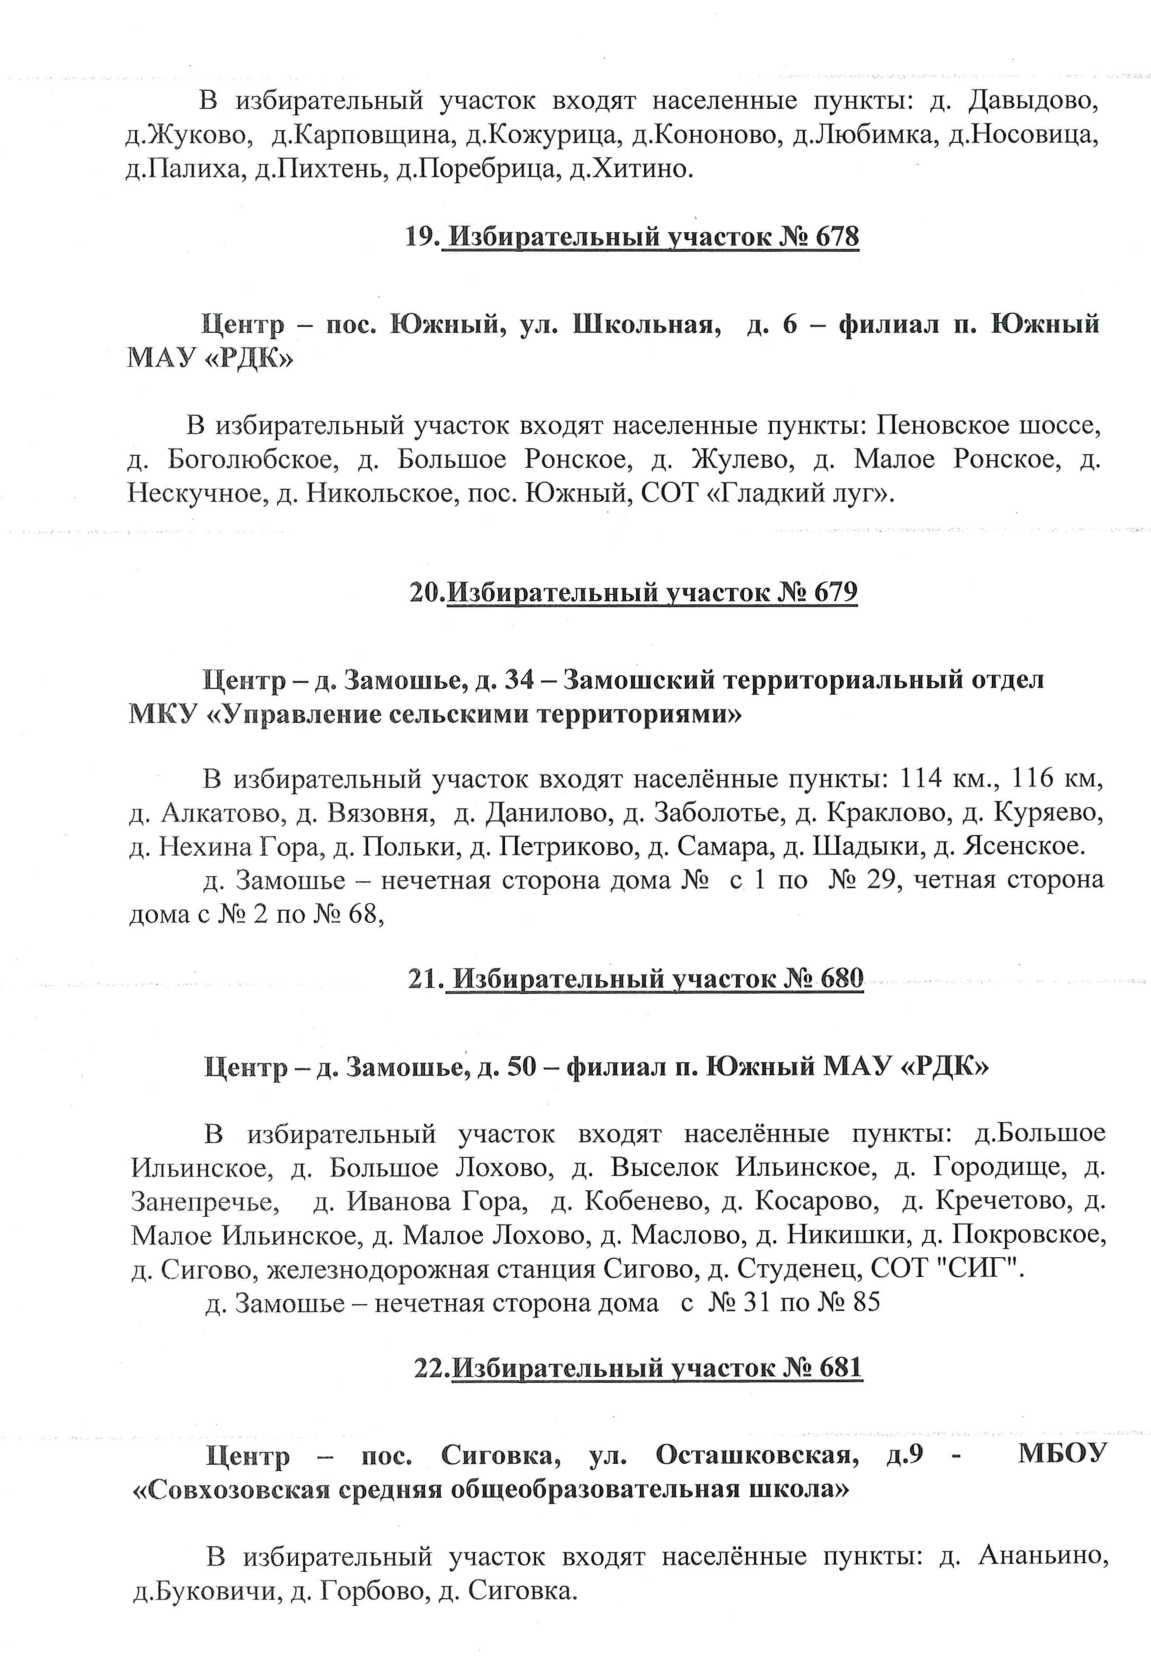 В избирательный участок входят населенные пункты: д. Давыдово,
д.Жуково, д.Карповщина, д.Кожурица, д.Кононово, д.Любимка, д.Носовица,
д.Палиха, д.Пихтень, д.Поребрица, д.Хитино.
19. Избирательный участок № 678
Центр – пос. Южный, ул. Школьная, д. 6 – филиал п. Южный
МАУ «РДК»
В избирательный участок входят населенные пункты: Пеновское шоссе,
д. Боголюбское, д. Большое Ронское, д. Жулево, д. Малое Ронское, д.
Нескучное, д. Никольское, пос. Южный, СОТ «Гладкий луг».
20.Избирательный участок № 679
Центр – д. Замошье, д. 34 – Замошский территориальный отдел
МКУ «Управление сельскими территориями»
В избирательный участок входят населённые пункты: 114 км., 116 км,
д. Алкатово, д. Вязовня, д. Данилово, д. Заболотье, д. Краклово, д. Куряево,
д. Нехина Гора, д. Польки, д. Петриково, д. Самара, д. Шадыки, д. Ясенское.
д. Замошье – нечетная сторона дома № с 1 по № 29, четная сторона
дома с № 2 по № 68,
21. Избирательный участок № 680
Центр – д. Замошье, д. 50 – филиал п. Южный МАУ «РДК»
В избирательный участок входят населённые пункты: д.Большое
Ильинское, д. Большое Лохово, д. Выселок Ильинское, д. Городище, д.
Занепречье, д. Иванова Гора, д. Кобенево, д. Косарово, д. Кречетово, д.
Малое Ильинское, д. Малое Лохово, д. Маслово, д. Никишки, д. Покровское,
д. Сигово, железнодорожная станция Сигово, д. Студенец, СОТ "СИГ".
д. Замошье – нечетная сторона дома с № 31 по № 85
22.Избирательный участок № 681
Центр – пос. Сиговка, ул. Осташковская, д.9 - МБОУ
«Совхозовская средняя общеобразовательная школа»
В избирательный участок входят населённые пункты: д. Ананьино,
д.Буковичи, д. Горбово, д. Сиговка.